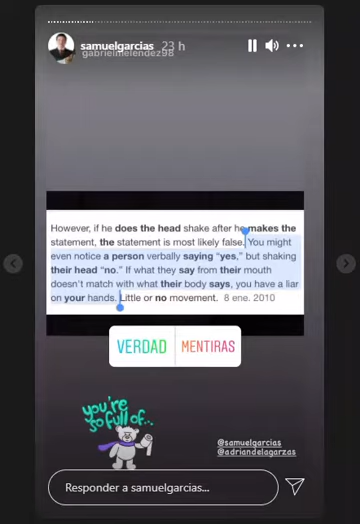 samuelgarcias 23 h
gabrielmelendez98
However, if he does the head shake after he makes the
statement, the statement is most likely false. You might
even notice a person verbally saying “yes,” but shaking
their head “no.” If what they say from their mouth
doesn't match with what their body says, you have a liar
on your hands. Little or no movement. 8 ene. 2010
VERDAD MENTIRAS
you're
so full of...
@samuelgarcias
@adriandelagarzas
Responder a samuelgarcias...